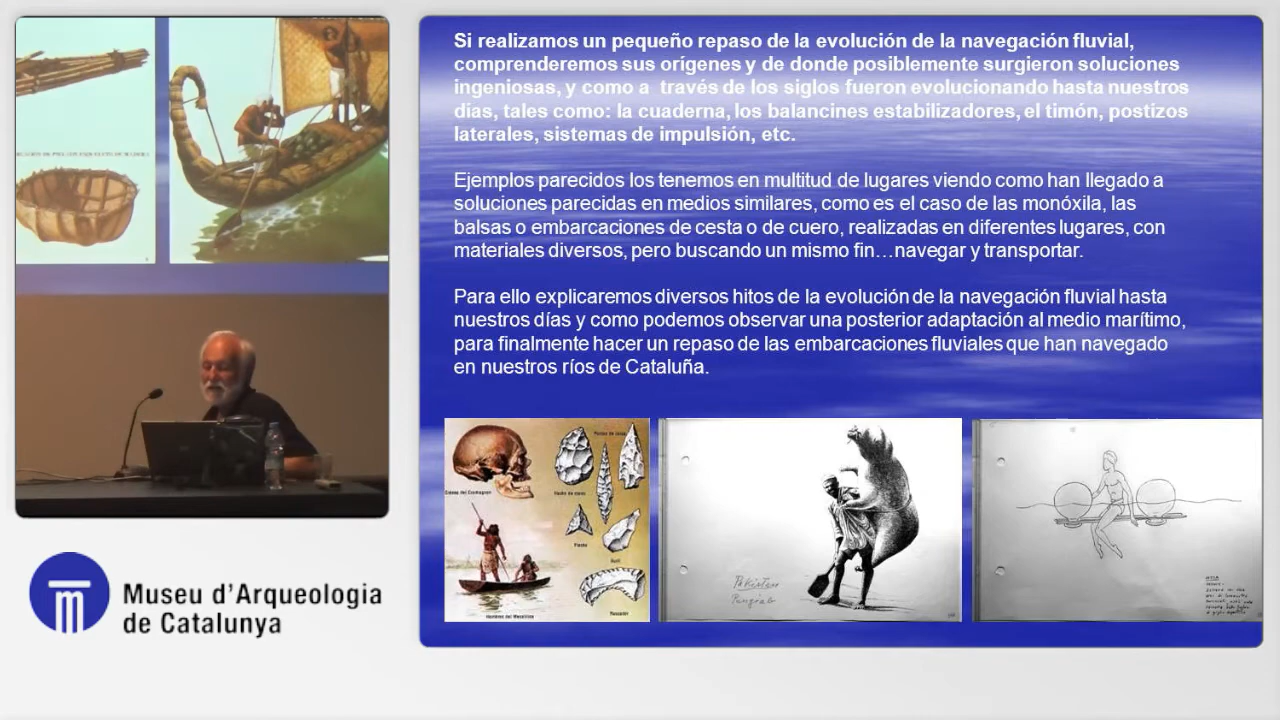 Si realizamos un pequeño repaso de la evolución de la navegación fluvial,
comprenderemos sus orígenes y de donde posiblemente surgieron soluciones
ingeniosas, y como a través de los siglos fueron evolucionando hasta nuestros
días, tales como: la cuaderna, los balancines estabilizadores, el timón, postizos
laterales, sistemas de impulsión, etc.
Ejemplos parecidos los tenemos en multitud de lugares viendo como han llegado a
soluciones parecidas en medios similares, como es el caso de las monóxila, las
balsas o embarcaciones de cesta o de cuero, realizadas en diferentes lugares, con
materiales diversos, pero buscando un mismo fin…navegar y transportar.
Para ello explicaremos diversos hitos de la evolución de la navegación fluvial hasta
nuestros días y como podemos observar una posterior adaptación al medio marítimo,
para finalmente hacer un repaso de las embarcaciones fluviales que han navegado
en nuestros ríos de Cataluña.
Museu d'Arqueologia
de Catalunya
Pakistan
Pungiab